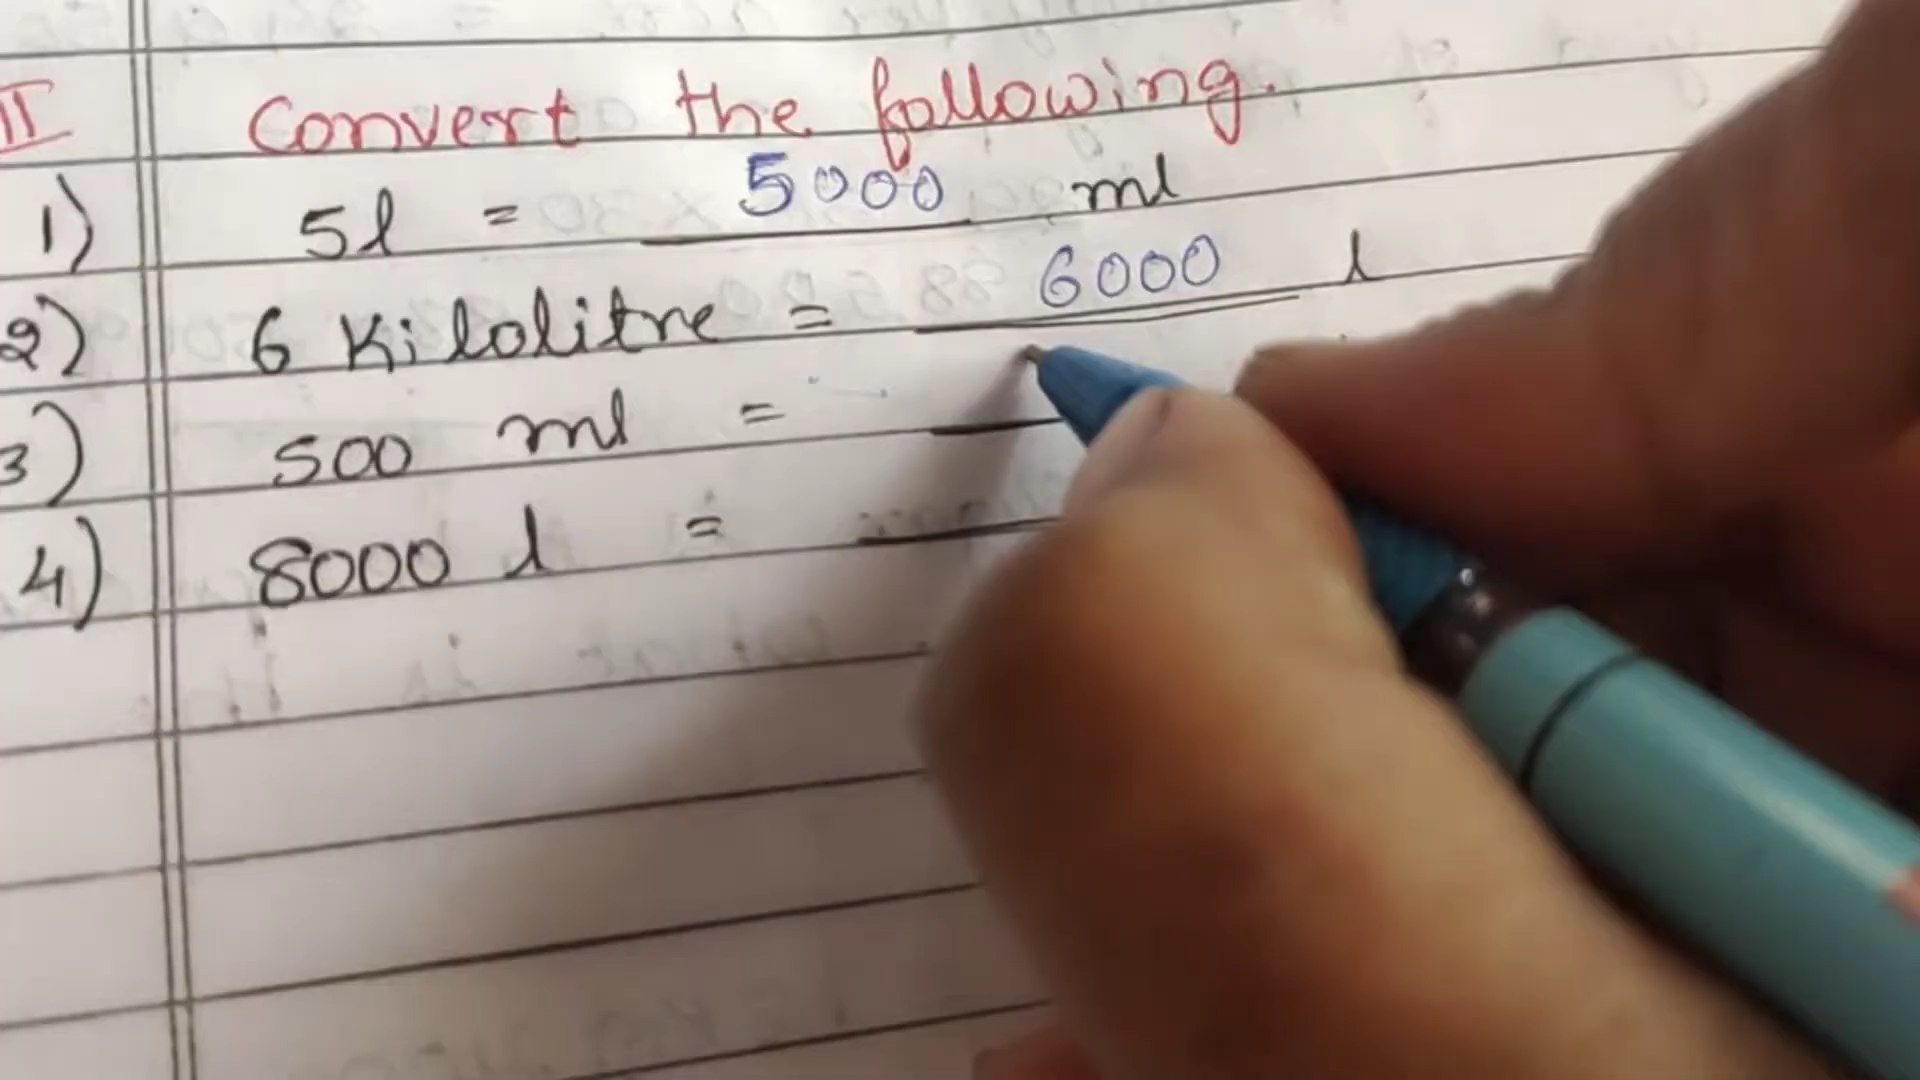 II Convert the following.
1) 5l = 5000 ml
2) 6 Kilolitre = 6000 l
3) 500 ml =
4) 8000 l =